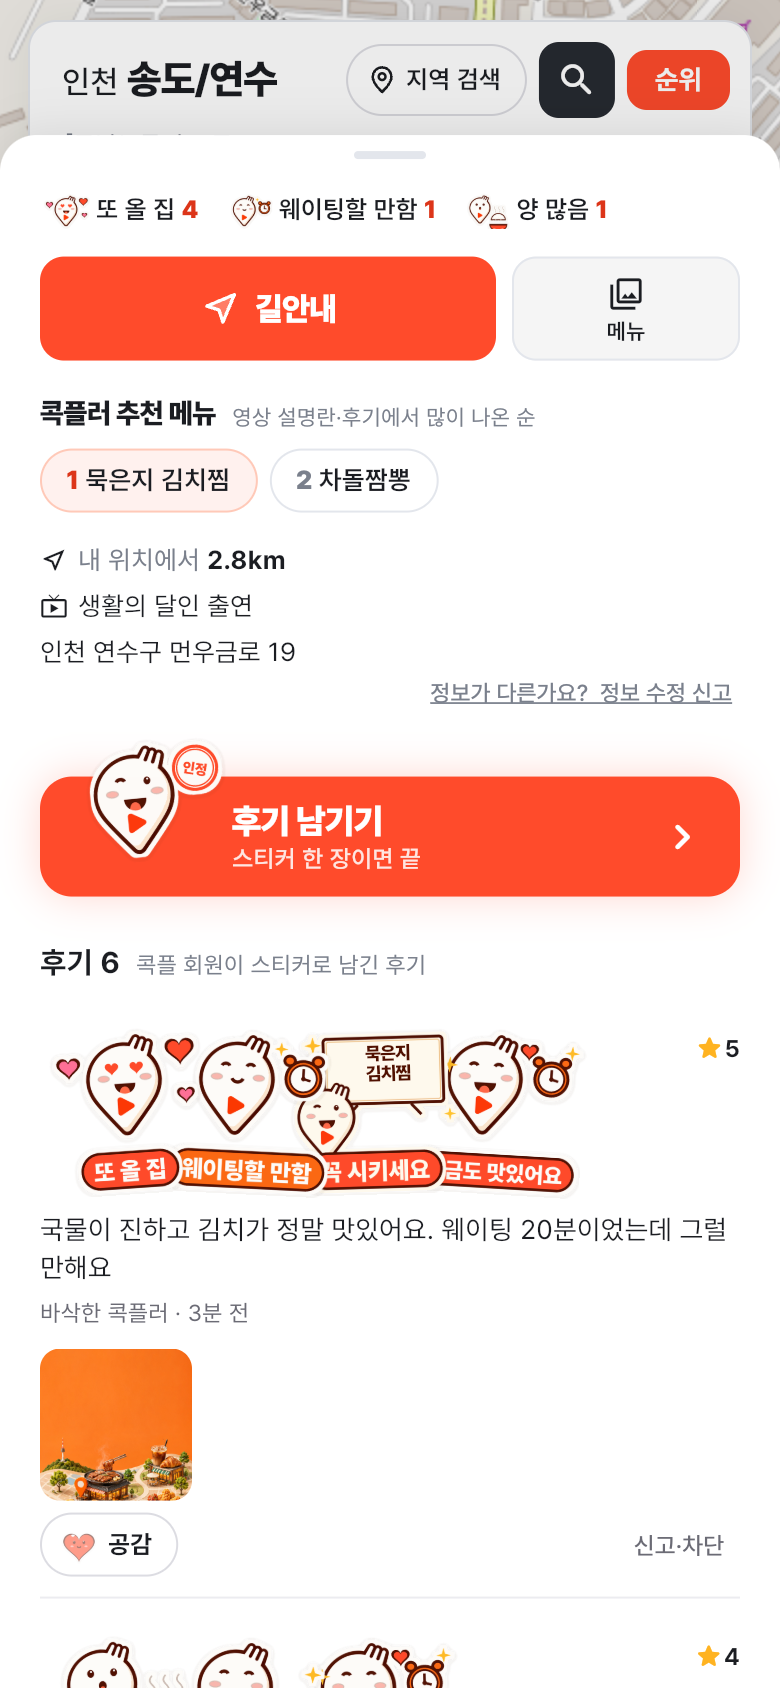 인천 송도/연수
지역 검색
순위
또 올 집 4
웨이팅할 만함 1
양 많음 1
길안내
메뉴
콕플러 추천 메뉴 영상 설명란·후기에서 많이 나온 순
1 묵은지 김치찜
2 차돌짬뽕
내 위치에서 2.8km
생활의 달인 출연
인천 연수구 먼우금로 19
정보가 다른가요? 정보 수정 신고
인정
후기 남기기
스티커 한 장이면 끝
후기 6 콕플 회원이 스티커로 남긴 후기
5
묵은지
김치찜
또 올 집
웨이팅할 만함
꼭 시키세요
금도 맛있어요
국물이 진하고 김치가 정말 맛있어요. 웨이팅 20분이었는데 그럴
만해요
바삭한 콕플러 · 3분 전
공감
신고·차단
4